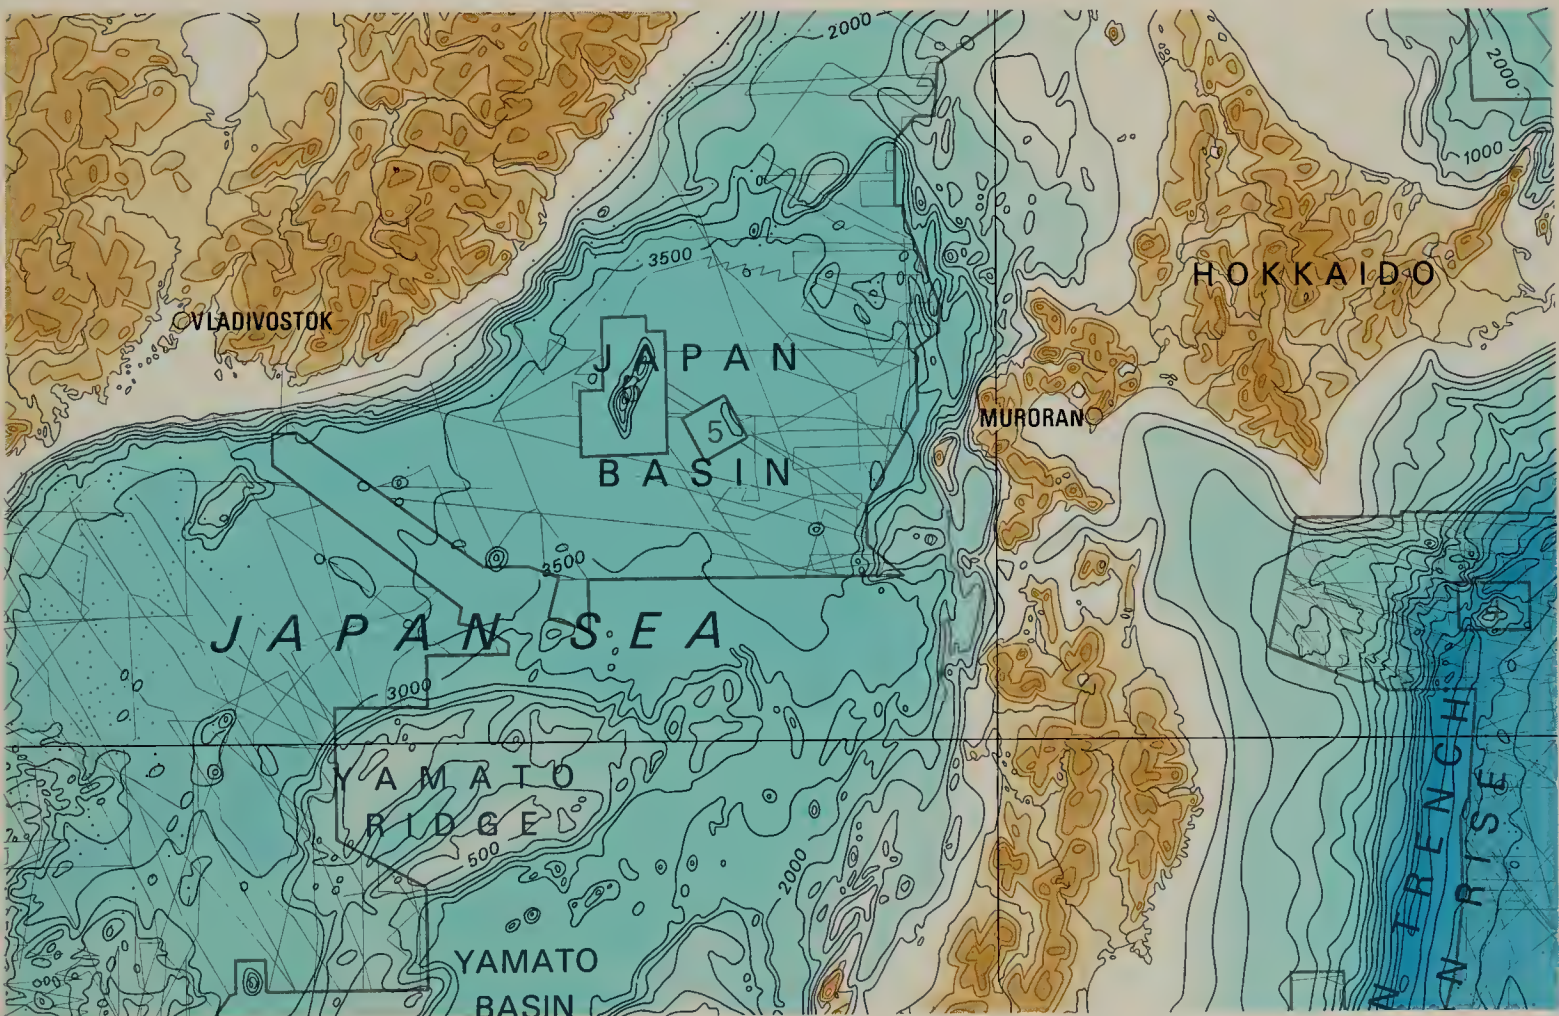 2000
2000
1000
3500
HOKKAIDO
VLADIVOSTOK
JAPAN
MURORAN
5
BASIN
3500
JAPAN SEA
3000
YAMATO
RIDGE
500
2000
YAMATO
BASIN
N TRENCH
N RISE